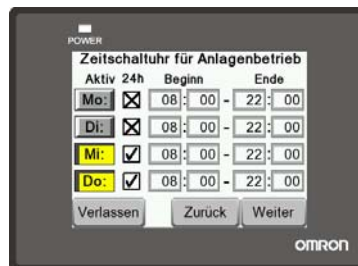 POWER
Zeitschaltuhr für Anlagenbetrieb
Aktiv 24h Beginn Ende
Mo: 08 : 00 - 22 : 00
Di: 08 : 00 - 22 : 00
Mi: 08 : 00 - 22 : 00
Do: 08 : 00 - 22 : 00
Verlassen Zurück Weiter
OMRON